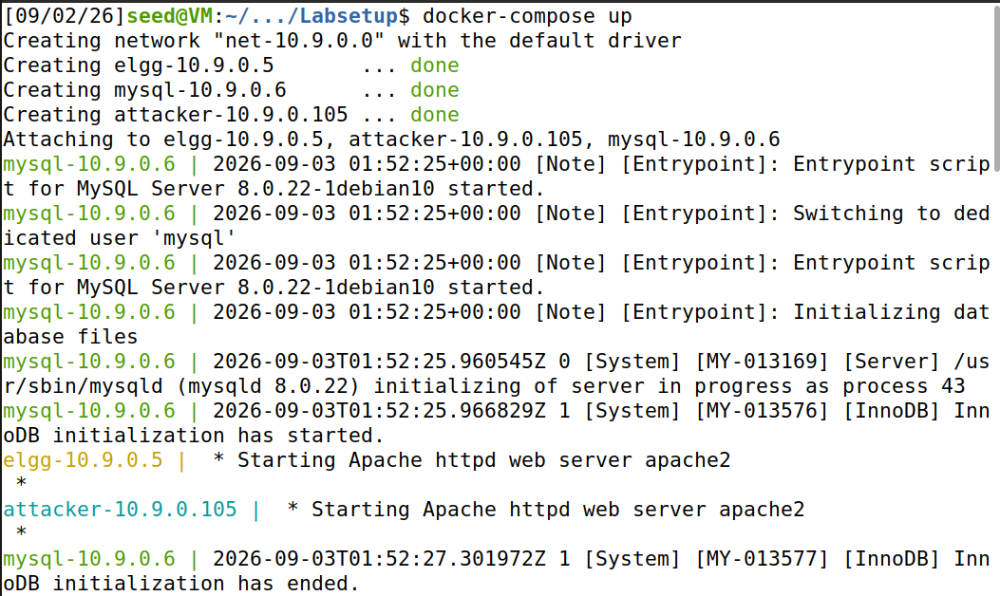 [09/02/26]seed@VM:~/.../Labsetup$ docker-compose up
Creating network "net-10.9.0.0" with the default driver
Creating elgg-10.9.0.5       ... done
Creating mysql-10.9.0.6      ... done
Creating attacker-10.9.0.105 ... done
Attaching to elgg-10.9.0.5, attacker-10.9.0.105, mysql-10.9.0.6
mysql-10.9.0.6 | 2026-09-03 01:52:25+00:00 [Note] [Entrypoint]: Entrypoint scrip
t for MySQL Server 8.0.22-1debian10 started.
mysql-10.9.0.6 | 2026-09-03 01:52:25+00:00 [Note] [Entrypoint]: Switching to ded
icated user 'mysql'
mysql-10.9.0.6 | 2026-09-03 01:52:25+00:00 [Note] [Entrypoint]: Entrypoint scrip
t for MySQL Server 8.0.22-1debian10 started.
mysql-10.9.0.6 | 2026-09-03 01:52:25+00:00 [Note] [Entrypoint]: Initializing dat
abase files
mysql-10.9.0.6 | 2026-09-03T01:52:25.960545Z 0 [System] [MY-013169] [Server] /us
r/sbin/mysqld (mysqld 8.0.22) initializing of server in progress as process 43
mysql-10.9.0.6 | 2026-09-03T01:52:25.966829Z 1 [System] [MY-013576] [InnoDB] Inn
oDB initialization has started.
elgg-10.9.0.5 |  * Starting Apache httpd web server apache2
 *
attacker-10.9.0.105 |  * Starting Apache httpd web server apache2
 *
mysql-10.9.0.6 | 2026-09-03T01:52:27.301972Z 1 [System] [MY-013577] [InnoDB] Inn
oDB initialization has ended.